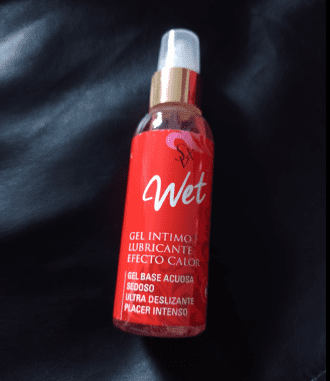 Wet
GEL INTIMO
LUBRICANTE
EFECTO CALOR
GEL BASE ACUOSA
SEDOSO
ULTRA DESLIZANTE
PLACER INTENSO